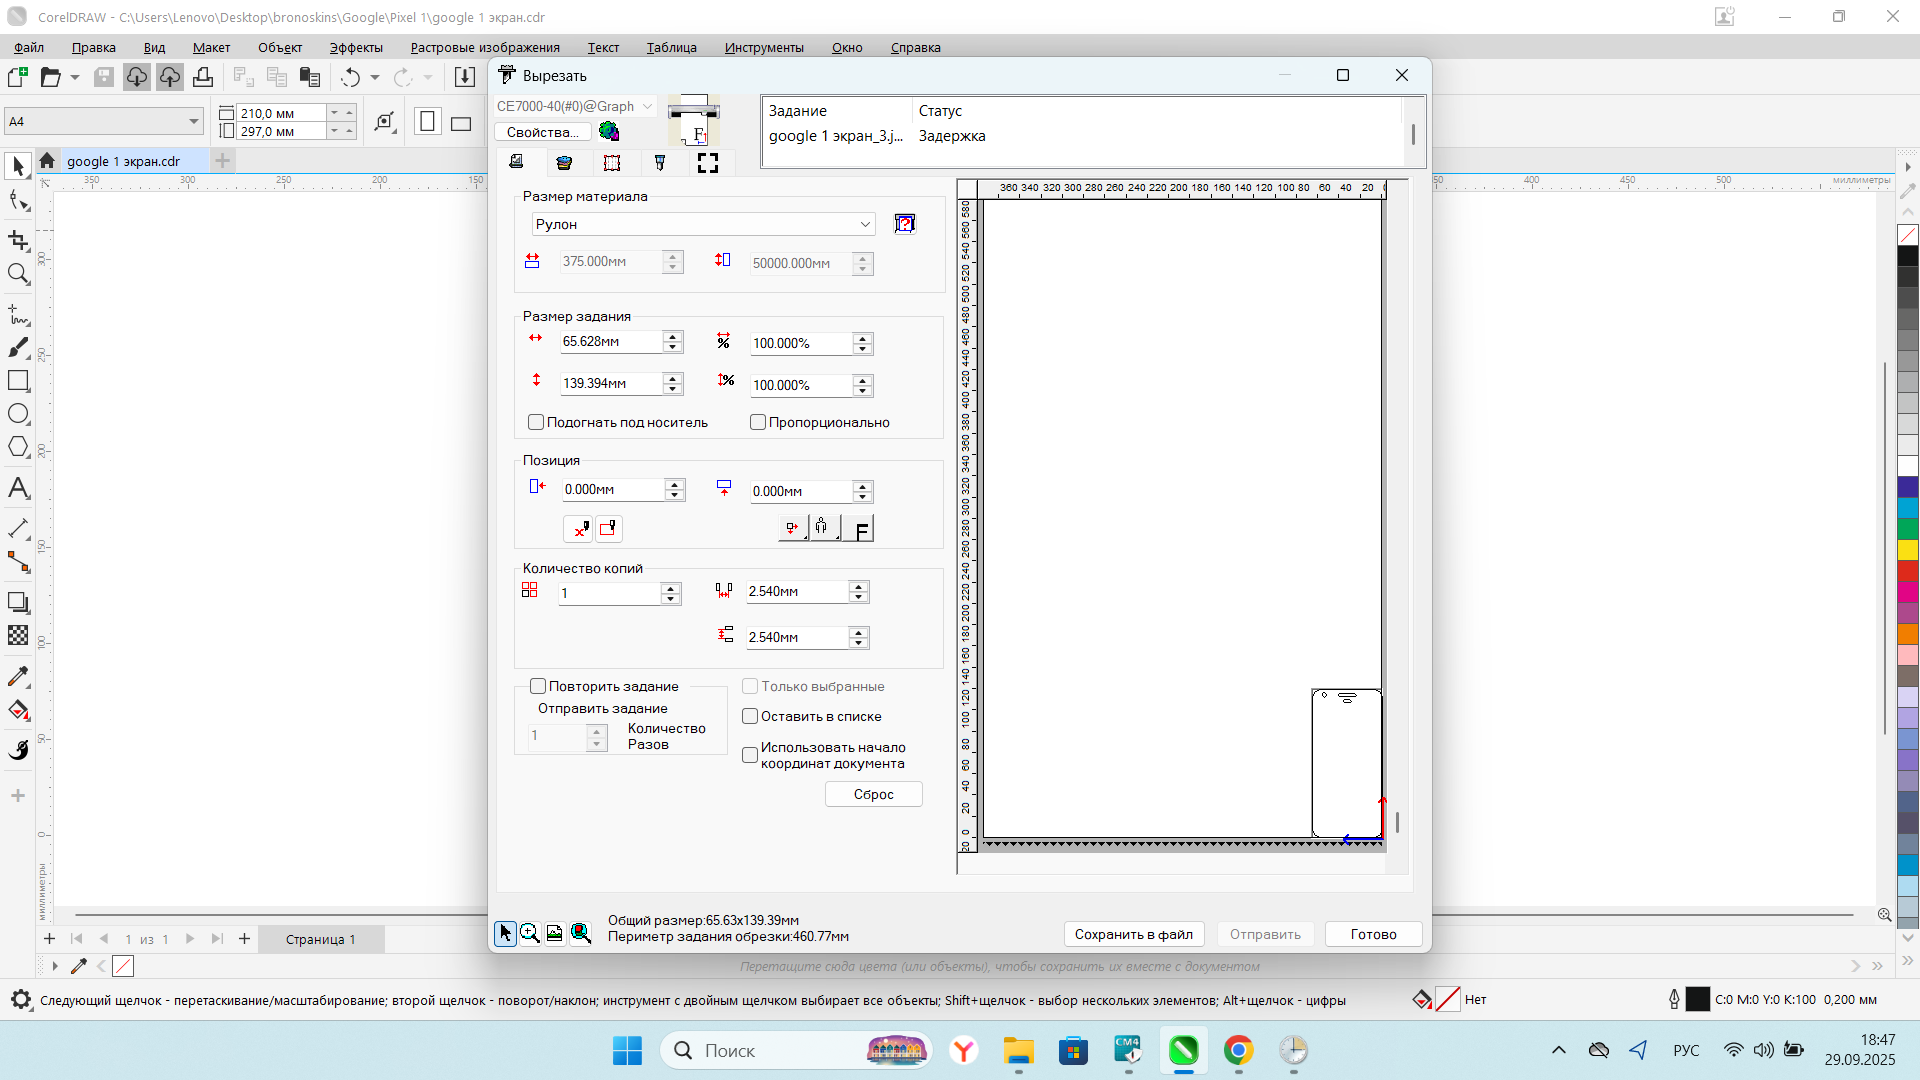 CorelDRAW - C:\Users\Lenovo\Desktop\bronoskins\Google\Pixel 1\google 1 экран.cdr
Файл Правка Вид Макет Объект Эффекты Растровые изображения Текст Таблица Инструменты Окно Справка
A4
210,0 мм
297,0 мм
google 1 экран.cdr
350 300 250 200 150
400 450 500 миллиметры
300
250
200
150
100
50
0
миллиметры
Вырезать
CE7000-40(#0)@Graph
Свойства...
Задание Статус
google 1 экран_3.j... Задержка
Размер материала
Рулон
375.000мм 50000.000мм
Размер задания
65.628мм 100.000%
139.394мм 100.000%
Подогнать под носитель Пропорционально
Позиция
0.000мм 0.000мм
F
Количество копий
1 2.540мм
2.540мм
Повторить задание
Отправить задание
1 Количество
Разов
Только выбранные
Оставить в списке
Использовать начало
координат документа
Сброс
360 340 320 300 280 260 240 220 200 180 160 140 120 100 80 60 40 20
580 560 540 520 500 480 460 440 420 400 380 360 340 320 300 280 260 240 220 200 180 160 140 120 100 80 60 40 20 0 20
Общий размер:65.63x139.39мм
Периметр задания обрезки:460.77мм
Сохранить в файл Отправить Готово
1 из 1 Страница 1
Перетащите сюда цвета (или объекты), чтобы сохранить их вместе с документом
Следующий щелчок - перетаскивание/масштабирование; второй щелчок - поворот/наклон; инструмент с двойным щелчком выбирает все объекты; Shift+щелчок - выбор нескольких элементов; Alt+щелчок - цифры
Нет
C:0 M:0 Y:0 K:100 0,200 мм
Поиск
CM4
РУС
18:47
29.09.2025